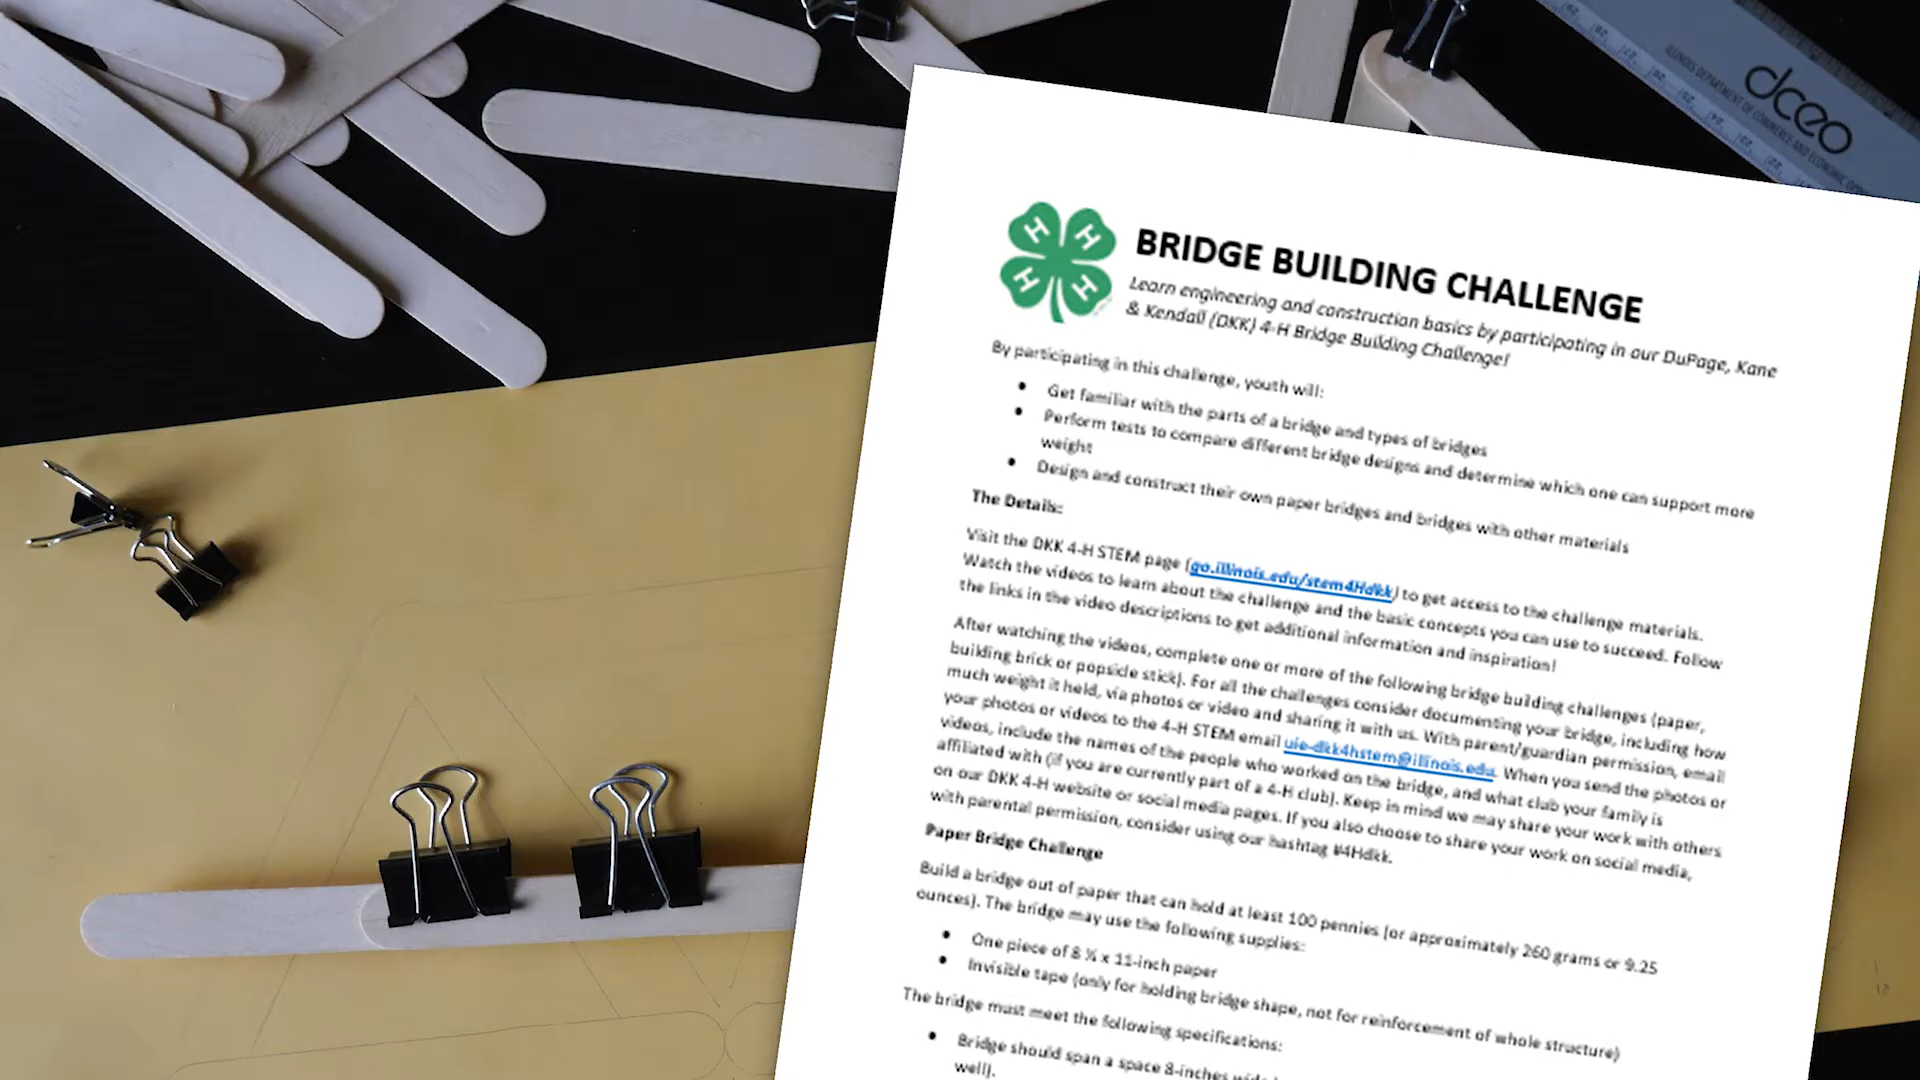 dceo
ILLINOIS DEPARTMENT OF COMMERCE AND ECONOMIC
H H
H H
BRIDGE BUILDING CHALLENGE
Learn engineering and construction basics by participating in our DuPage, Kane
& Kendall (DKK) 4-H Bridge Building Challenge!
By participating in this challenge, youth will:
• Get familiar with the parts of a bridge and types of bridges
• Perform tests to compare different bridge designs and determine which one can support more
weight
• Design and construct their own paper bridges and bridges with other materials
The Details:
Visit the DKK 4-H STEM page (go.illinois.edu/stem4Hdkk) to get access to the challenge materials.
Watch the videos to learn about the challenge and the basic concepts you can use to succeed. Follow
the links in the video descriptions to get additional information and inspiration!
After watching the videos, complete one or more of the following bridge building challenges (paper,
building brick or popsicle stick). For all the challenges consider documenting your bridge, including how
much weight it held, via photos or video and sharing it with us. With parent/guardian permission, email
your photos or videos to the 4-H STEM email uie-dkk4hstem@illinois.edu. When you send the photos or
videos, include the names of the people who worked on the bridge, and what club your family is
affiliated with (if you are currently part of a 4-H club). Keep in mind we may share your work with others
on our DKK 4-H website or social media pages. If you also choose to share your work on social media,
with parental permission, consider using our hashtag #4Hdkk.
Paper Bridge Challenge
Build a bridge out of paper that can hold at least 100 pennies (or approximately 260 grams or 9.25
ounces). The bridge may use the following supplies:
• One piece of 8 ½ x 11-inch paper
• Invisible tape (only for holding bridge shape, not for reinforcement of whole structure)
The bridge must meet the following specifications:
• Bridge should span a space 8-inches
well).